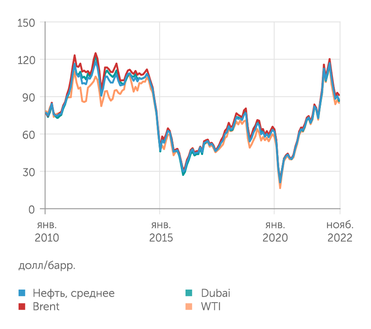 150
120
90
60
30
0
янв. янв. янв. нояб.
2010 2015 2020 2022
долл/барр.
Нефть, среднее Dubai
Brent WTI